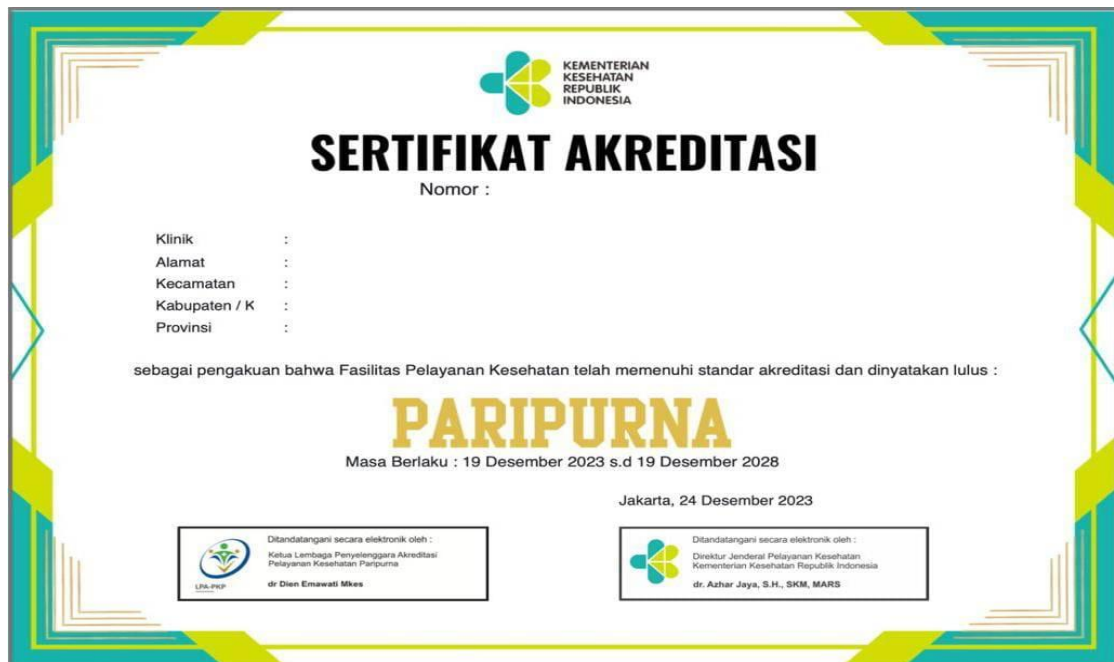 KEMENTERIAN
KESEHATAN
REPUBLIK
INDONESIA
SERTIFIKAT AKREDITASI
Nomor :
Klinik :
Alamat :
Kecamatan :
Kabupaten / K :
Provinsi :
sebagai pengakuan bahwa Fasilitas Pelayanan Kesehatan telah memenuhi standar akreditasi dan dinyatakan lulus :
PARIPURNA
Masa Berlaku : 19 Desember 2023 s.d 19 Desember 2028
Jakarta, 24 Desember 2023
Ditandatangani secara elektronik oleh :
Ketua Lembaga Penyelenggara Akreditasi
Pelayanan Kesehatan Paripurna
dr Dien Emawati Mkes
LPA-PKP
Ditandatangani secara elektronik oleh :
Direktur Jenderal Pelayanan Kesehatan
Kementerian Kesehatan Republik Indonesia
dr. Azhar Jaya, S.H., SKM, MARS